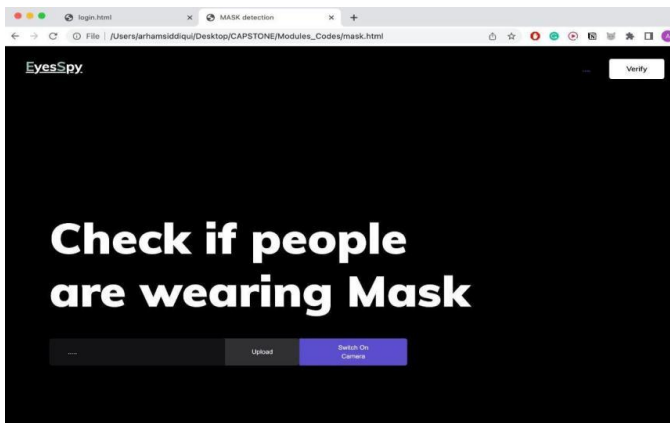 login.html
MASK detection
File | /Users/arhamsiddiqui/Desktop/CAPSTONE/Modules_Codes/mask.html
EyesSpy
Verify
Check if people
are wearing Mask
Upload
Switch On
Camera